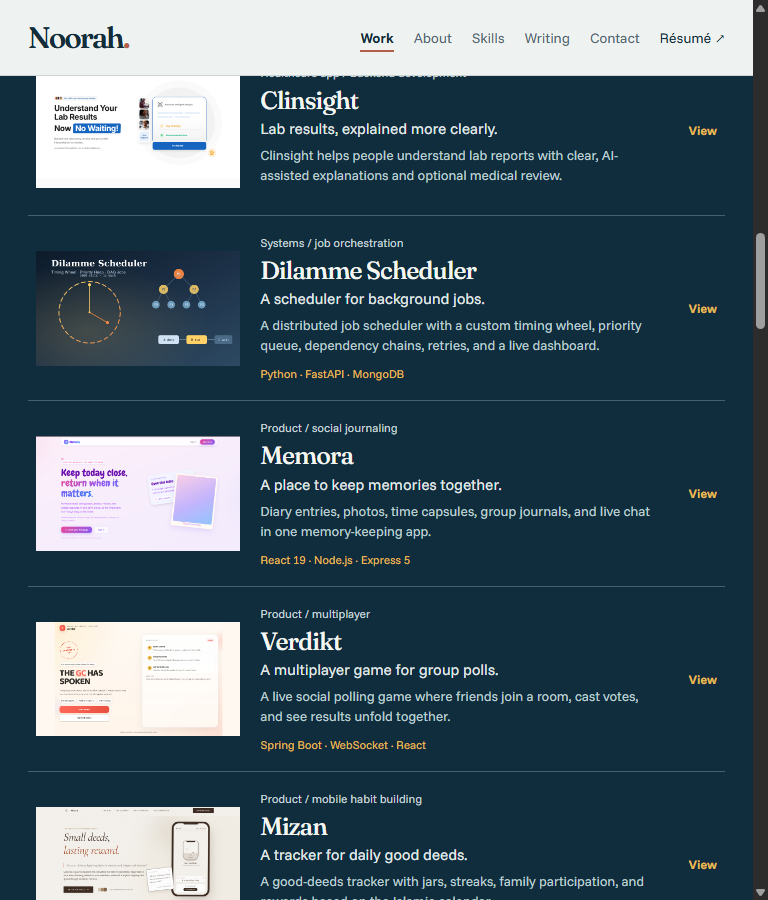 Noorah.
Work About Skills Writing Contact Résumé ↗
Understand Your
Lab Results
Now No Waiting!
Clinsight
Lab results, explained more clearly.
Clinsight helps people understand lab reports with clear, AI-
assisted explanations and optional medical review.
View
Systems / job orchestration
Dilamme Scheduler
Dilamme Scheduler
A scheduler for background jobs.
A distributed job scheduler with a custom timing wheel, priority
queue, dependency chains, retries, and a live dashboard.
Python · FastAPI · MongoDB
View
Product / social journaling
Keep today close,
return when it
matters.
Memora
A place to keep memories together.
Diary entries, photos, time capsules, group journals, and live chat
in one memory-keeping app.
React 19 · Node.js · Express 5
View
Product / multiplayer
THE GC HAS
SPOKEN
Verdikt
A multiplayer game for group polls.
A live social polling game where friends join a room, cast votes,
and see results unfold together.
Spring Boot · WebSocket · React
View
Product / mobile habit building
Small deeds,
lasting reward.
Mizan
A tracker for daily good deeds.
A good-deeds tracker with jars, streaks, family participation, and
View